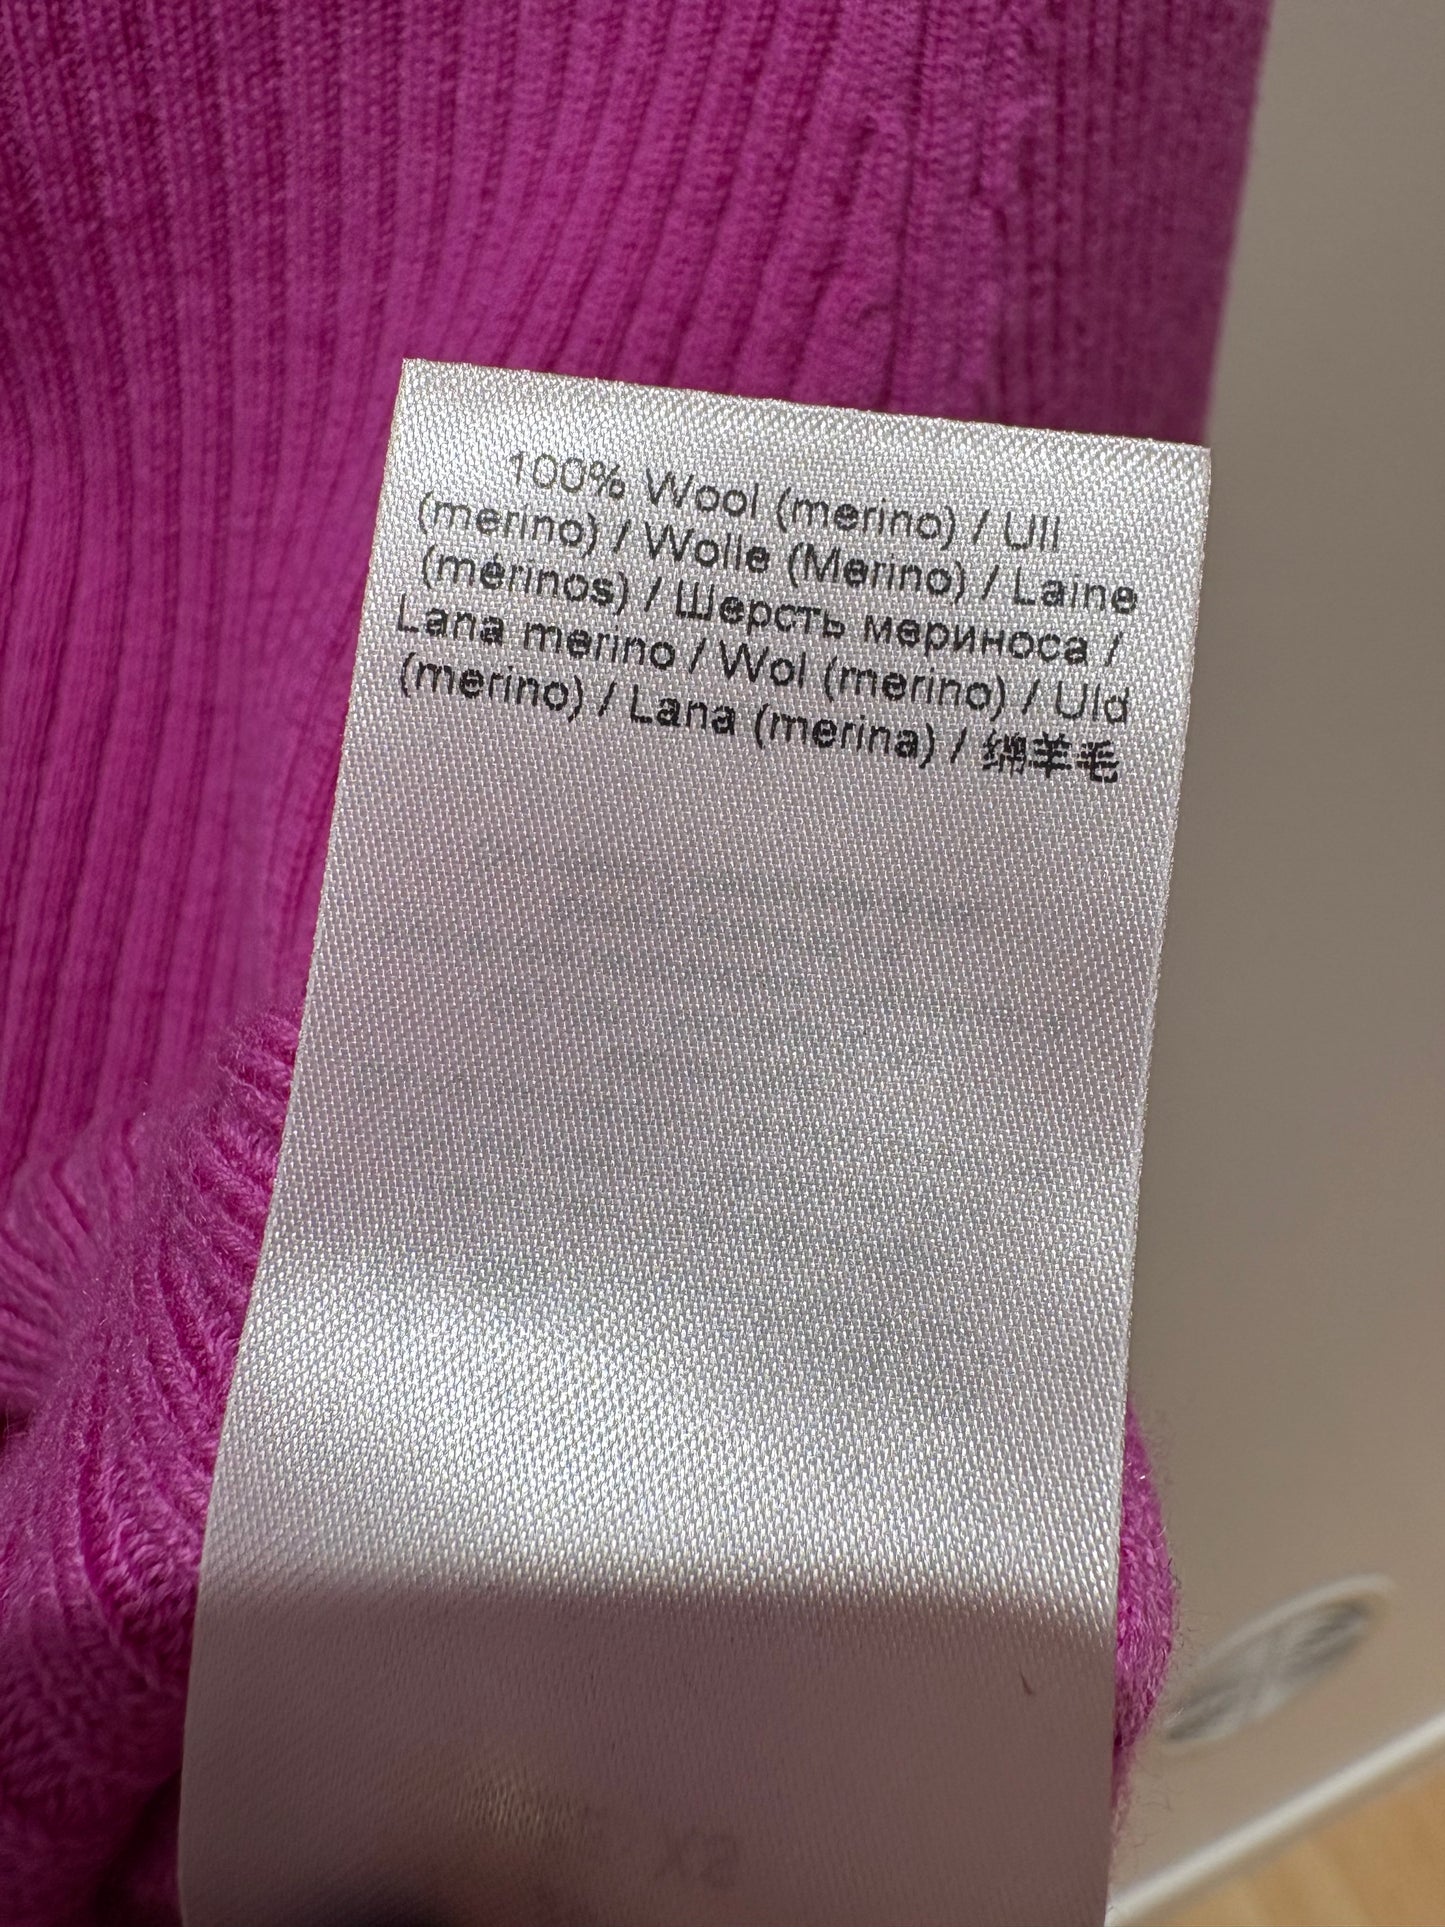 100% Wool (merino) / Ull
(merino) / Wolle (Merino) / Laine
(mérinos) / Шерсть мериноса /
Lana merino / Wol (merino) / Uld
(merino) / Lana (merina) / 绵羊毛